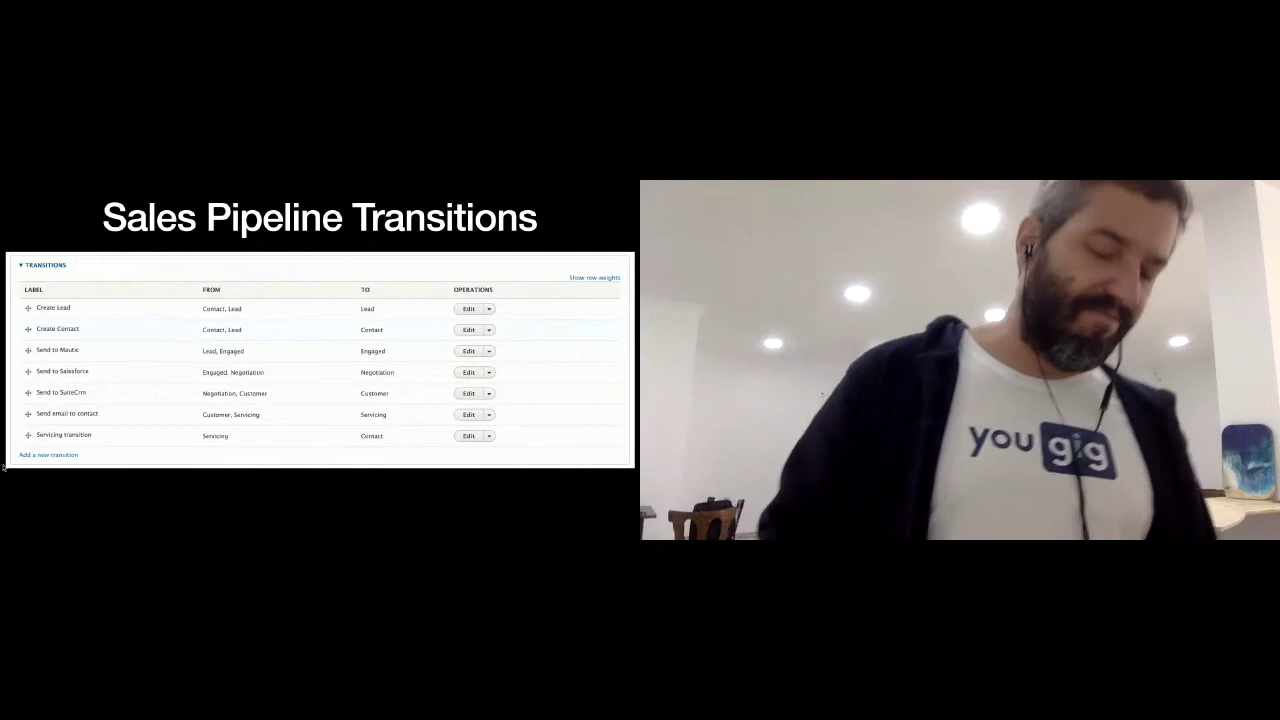 Sales Pipeline Transitions
▾ TRANSITIONS
Show row weights
LABEL FROM TO OPERATIONS
Create Lead Contact, Lead Lead Edit
Create Contact Contact, Lead Contact Edit
Send to Mautic Lead, Engaged Engaged Edit
Send to Salesforce Engaged, Negotiation Negotiation Edit
Send to SuiteCrm Negotiation, Customer Customer Edit
Send email to contact Customer, Servicing Servicing Edit
Servicing transition Servicing Contact Edit
Add a new transition
you gig